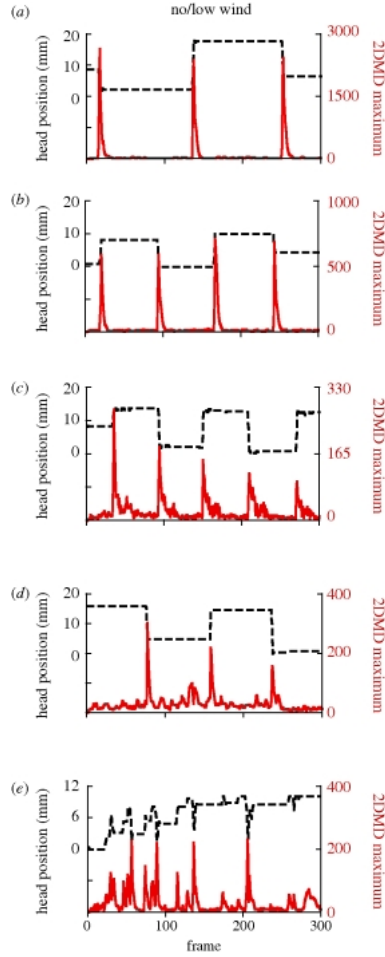 no/low wind
(a)
head position (mm)
20
10
0
3000
1500
0
2DMD maximum
(b)
head position (mm)
20
10
0
1000
500
0
2DMD maximum
(c)
head position (mm)
20
10
0
330
165
0
2DMD maximum
(d)
head position (mm)
20
10
0
400
200
0
2DMD maximum
(e)
head position (mm)
12
6
0
400
200
0
2DMD maximum
0 100 200 300
frame